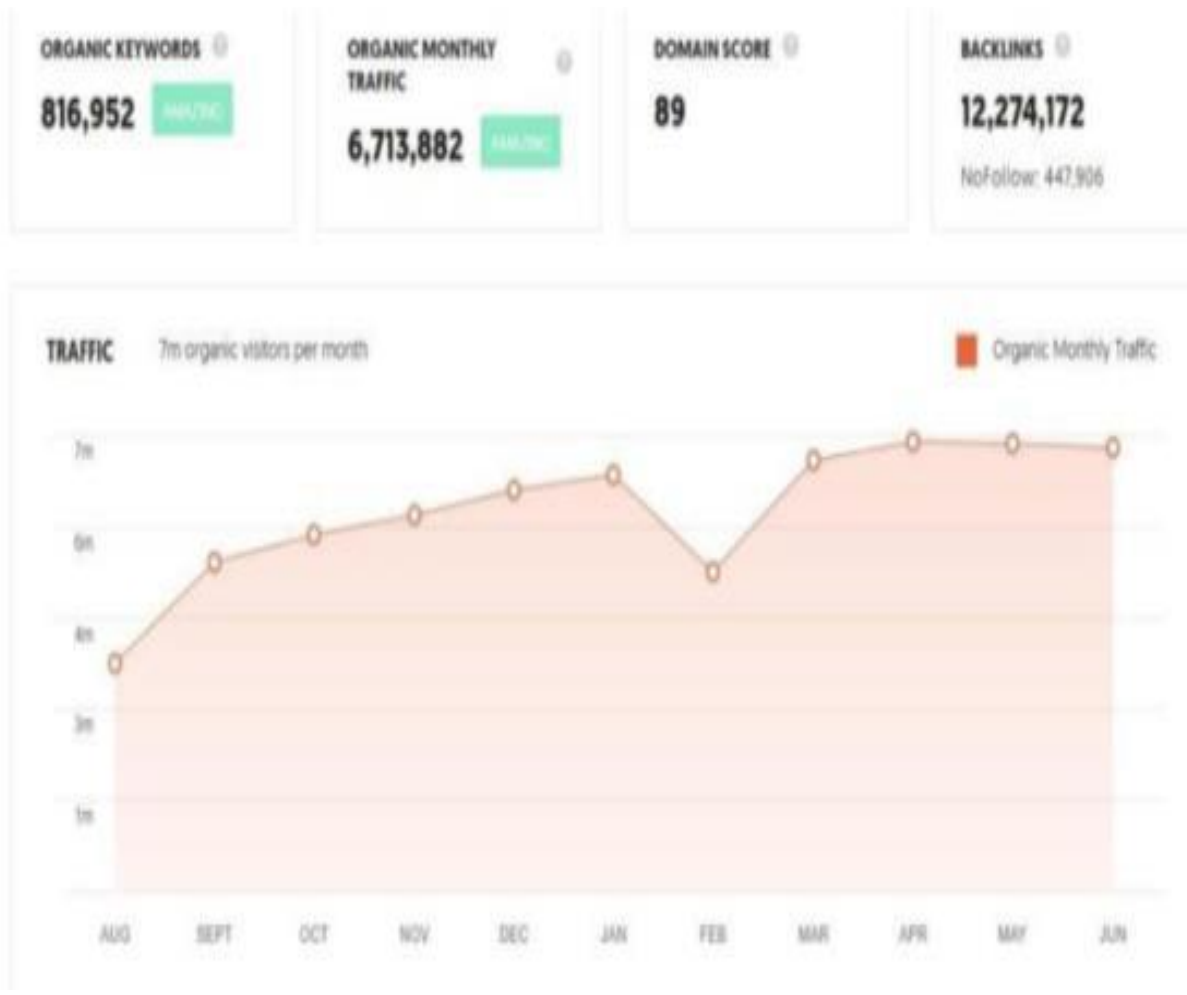 ORGANIC KEYWORDS
816,952 AMAZING
ORGANIC MONTHLY
TRAFFIC
6,713,882 AMAZING
DOMAIN SCORE
89
BACKLINKS
12,274,172
NoFollow: 447,906
TRAFFIC 7m organic visitors per month
Organic Monthly Traffic
7m
6m
4m
3m
1m
AUG SEPT OCT NOV DEC JAN FEB MAR APR MAY JUN